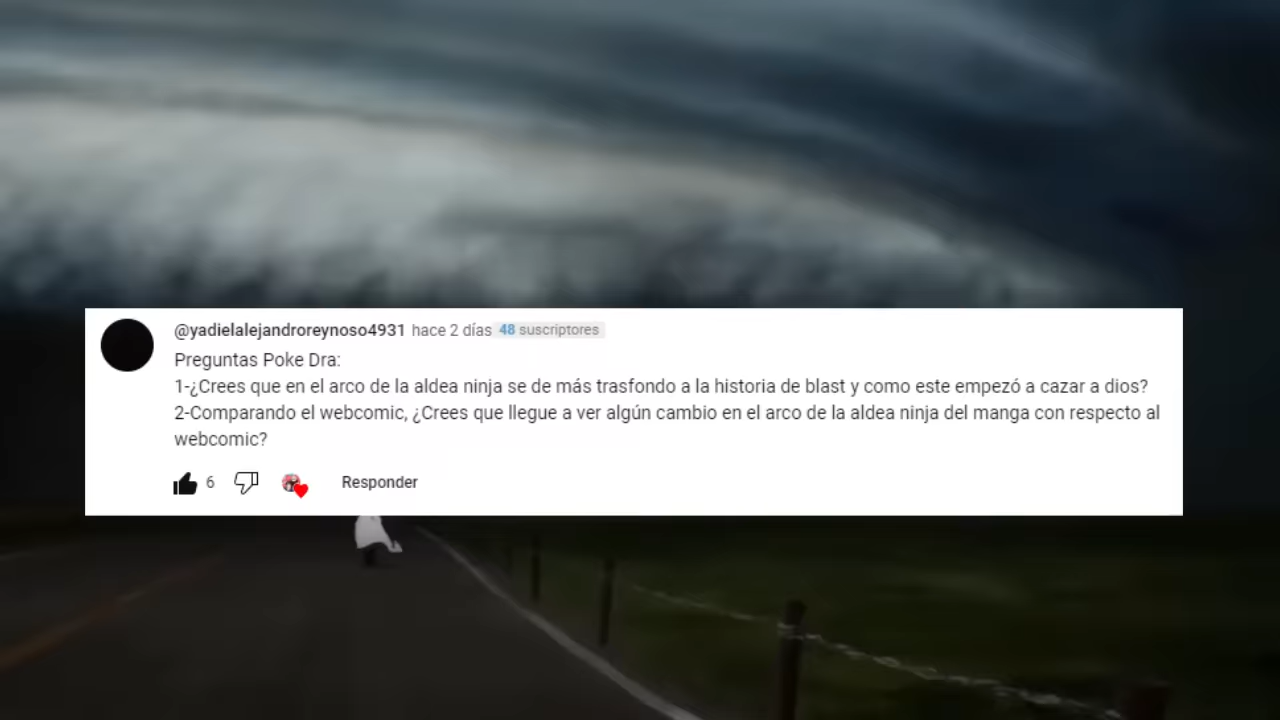 @yadielalejandroreynoso4931 hace 2 días 48 suscriptores
Preguntas Poke Dra:
1-¿Crees que en el arco de la aldea ninja se de más trasfondo a la historia de blast y como este empezó a cazar a dios?
2-Comparando el webcomic, ¿Crees que llegue a ver algún cambio en el arco de la aldea ninja del manga con respecto al
webcomic?
6 Responder